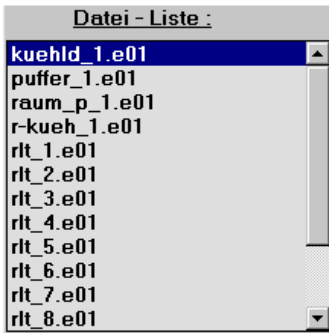 Datei - Liste :
kuehld_1.e01
puffer_1.e01
raum_p_1.e01
r-kueh_1.e01
rlt_1.e01
rlt_2.e01
rlt_3.e01
rlt_4.e01
rlt_5.e01
rlt_6.e01
rlt_7.e01
rlt_8.e01